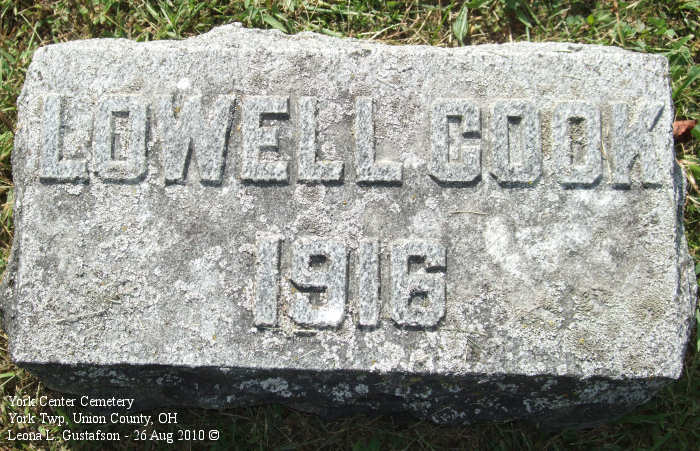 LOWELL COOK
1916
York Center Cemetery
York Twp, Union County, OH
Leona L. Gustafson - 26 Aug 2010 ©